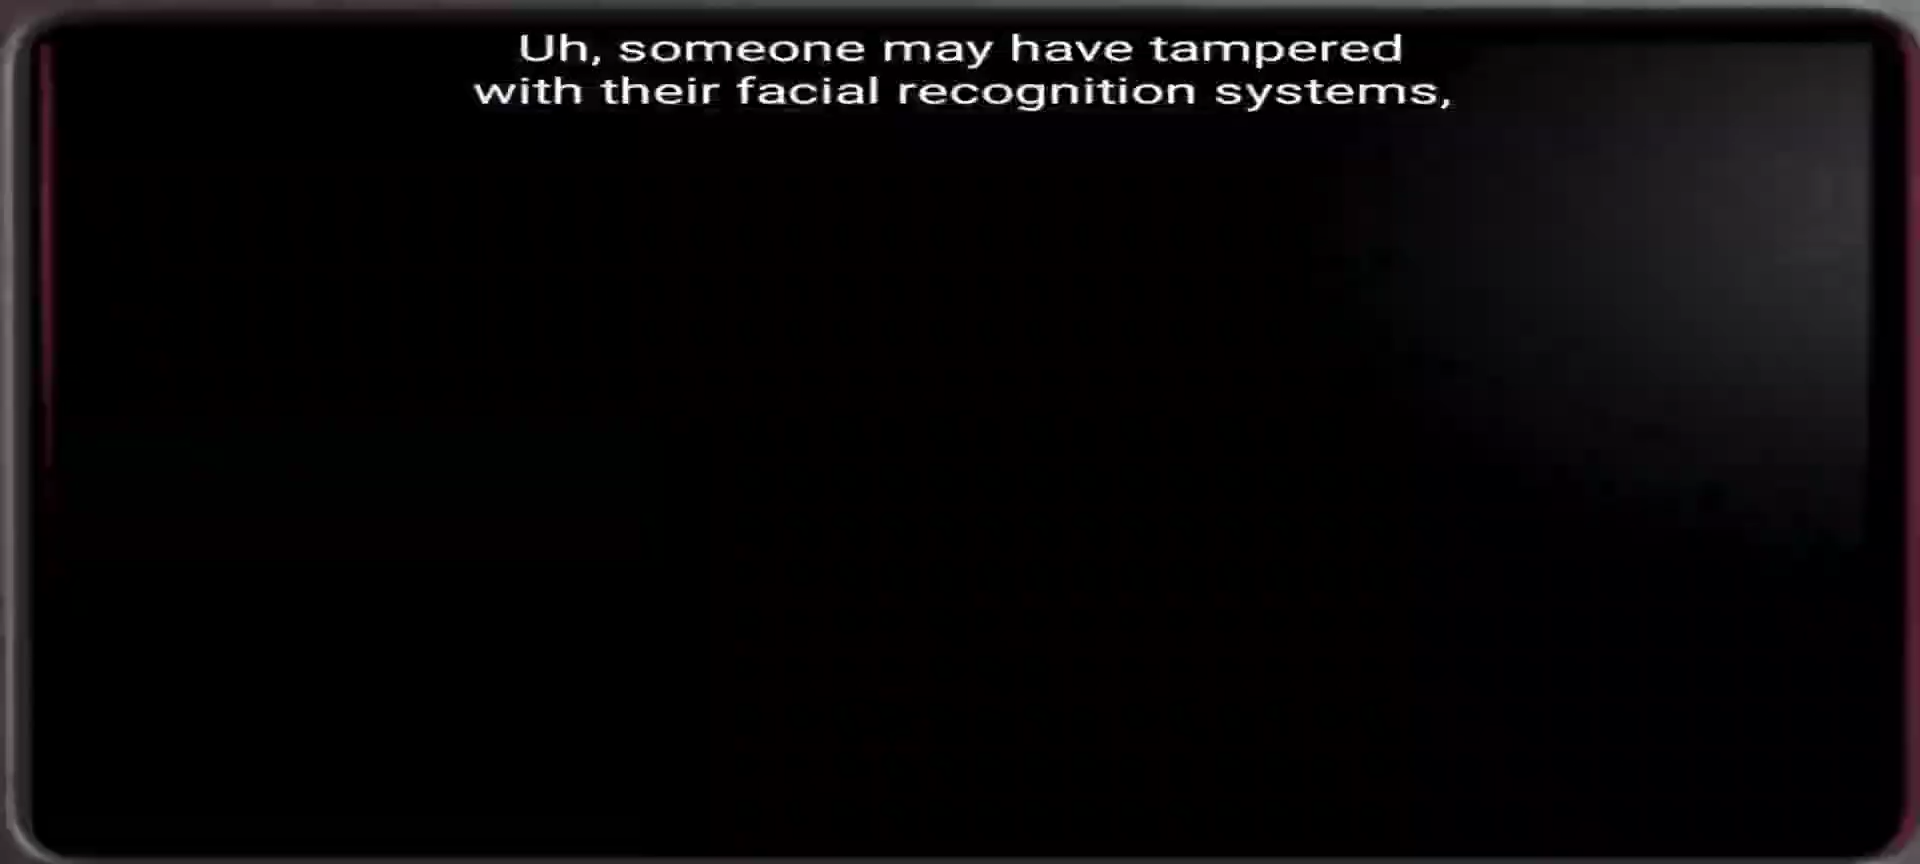 Uh, someone may have tampered
with their facial recognition systems,